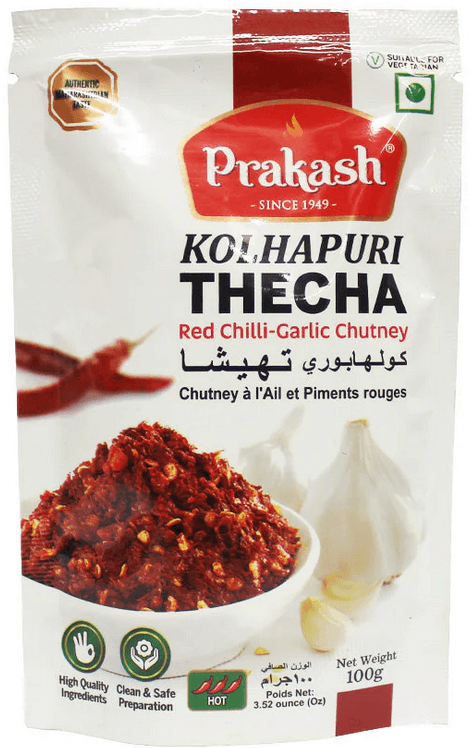 AUTHENTIC
MAHARASHTRIAN
TASTE
V
SUITABLE FOR
VEGETARIAN
Prakash®
- SINCE 1949 -
KOLHAPURI
THECHA
Red Chilli-Garlic Chutney
كولهابوري تهيشا
Chutney à l'Ail et Piments rouges
High Quality
Ingredients
Clean & Safe
Preparation
HOT
الوزن الصافي
١٠٠جرام
Poids Net:
3.52 ounce (Oz)
Net Weight
100g